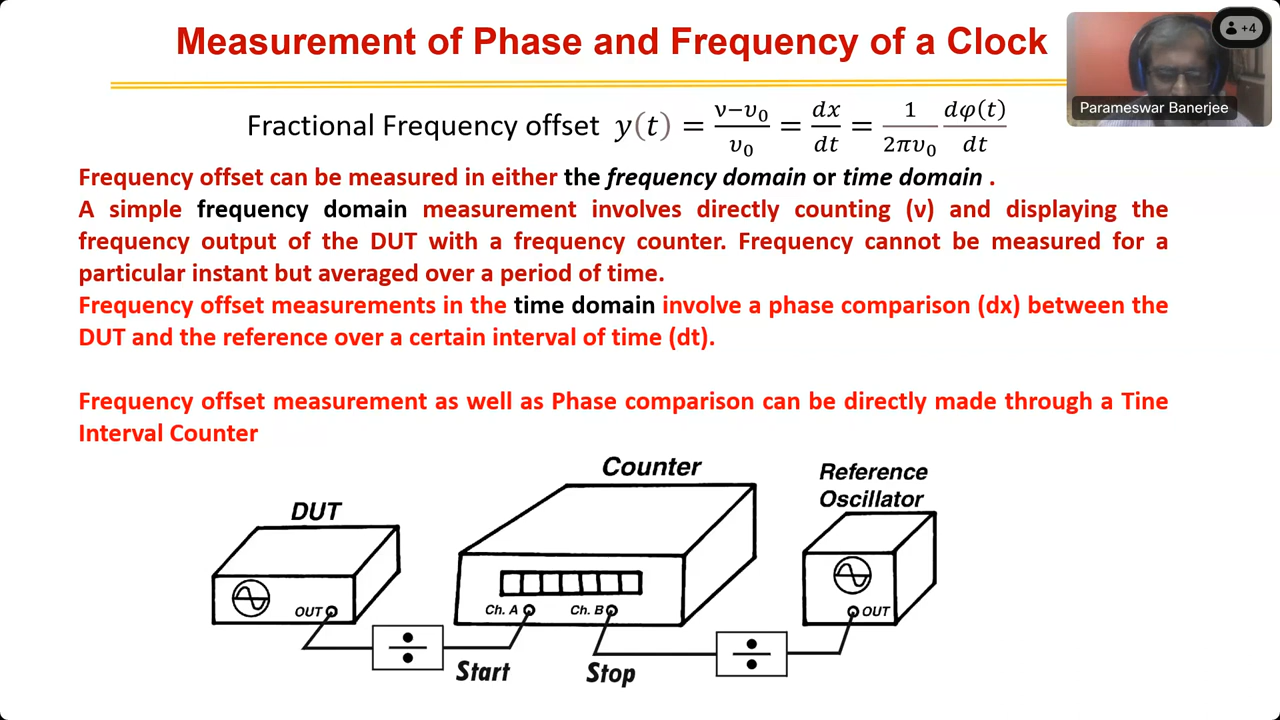 Measurement of Phase and Frequency of a Clock
+4
Parameswar Banerjee
Fractional Frequency offset y(t) = (ν−υ₀)/υ₀ = dx/dt = 1/(2πυ₀) dφ(t)/dt
Frequency offset can be measured in either the frequency domain or time domain .
A simple frequency domain measurement involves directly counting (ν) and displaying the
frequency output of the DUT with a frequency counter. Frequency cannot be measured for a
particular instant but averaged over a period of time.
Frequency offset measurements in the time domain involve a phase comparison (dx) between the
DUT and the reference over a certain interval of time (dt).
Frequency offset measurement as well as Phase comparison can be directly made through a Tine
Interval Counter
Counter
Reference
Oscillator
DUT
OUT
Ch. A
Ch. B
OUT
÷
÷
Start
Stop